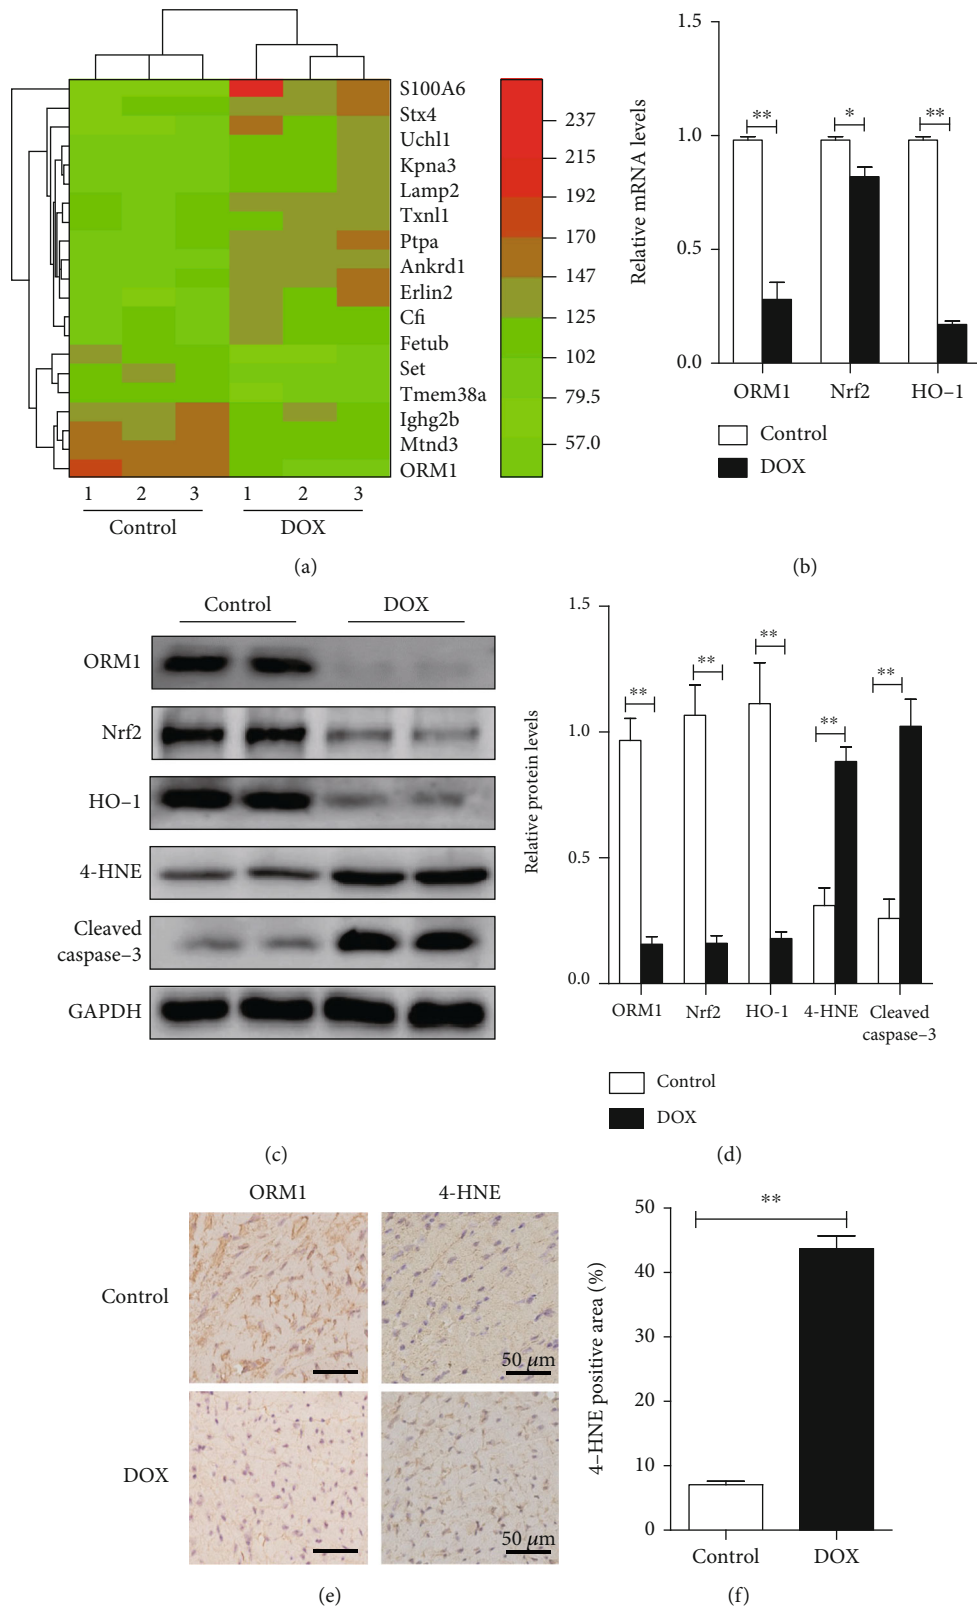 S100A6
Stx4
Uchl1
Kpna3
Lamp2
Txnl1
Ptpa
Ankrd1
Erlin2
Cfi
Fetub
Set
Tmem38a
Ighg2b
Mtnd3
ORM1
237
215
192
170
147
125
102
79.5
57.0
1 2 3 1 2 3
Control DOX
(a)
Relative mRNA levels
1.5
1.0
0.5
0.0
** * **
ORM1 Nrf2 HO–1
Control
DOX
(b)
Control DOX
ORM1
Nrf2
HO–1
4-HNE
Cleaved
caspase–3
GAPDH
(c)
Relative protein levels
1.5
1.0
0.5
0.0
** ** ** ** **
ORM1 Nrf2 HO-1 4-HNE Cleaved
caspase–3
Control
DOX
(d)
ORM1 4-HNE
Control
50 μm
DOX
50 μm
(e)
4–HNE positive area (%)
50
40
30
20
10
0
**
Control DOX
(f)